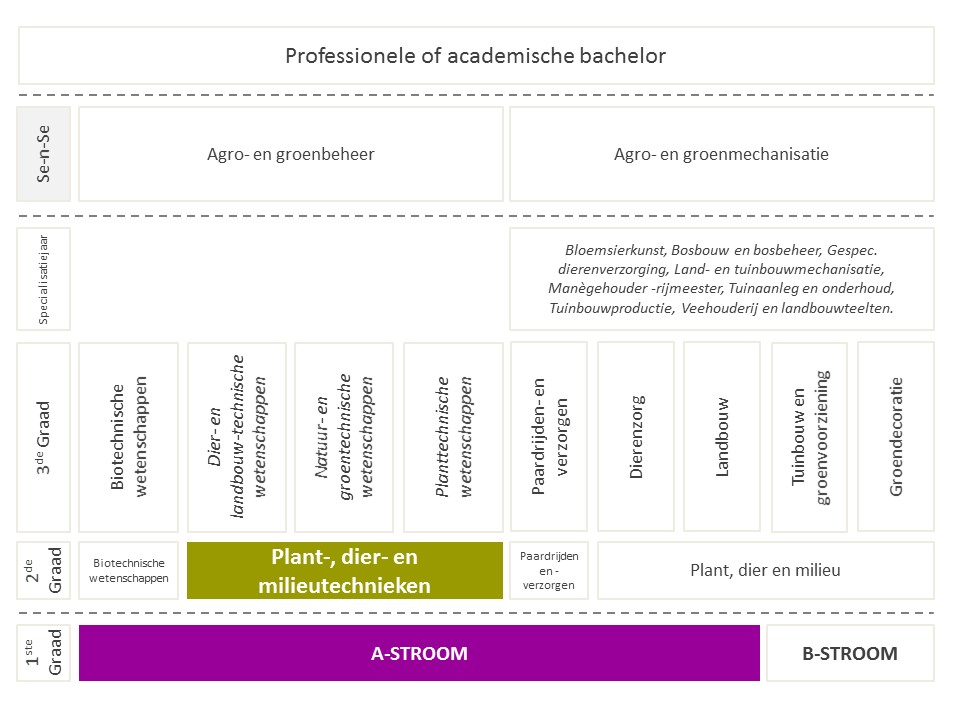 Professionele of academische bachelor
Se-n-Se
Agro- en groenbeheer
Agro- en groenmechanisatie
Specialisatiejaar
Bloemsierkunst, Bosbouw en bosbeheer, Gespec.
dierenverzorging, Land- en tuinbouwmechanisatie,
Manègehouder -rijmeester, Tuinaanleg en onderhoud,
Tuinbouwproductie, Veehouderij en landbouwteelten.
3de Graad
Biotechnische
wetenschappen
Dier- en
landbouw-technische
wetenschappen
Natuur- en
groentechnische
wetenschappen
Planttechnische
wetenschappen
Paardrijden- en
verzorgen
Dierenzorg
Landbouw
Tuinbouw en
groenvoorziening
Groendecoratie
2de
Graad
Biotechnische
wetenschappen
Plant-, dier- en
milieutechnieken
Paardrijden
en -
verzorgen
Plant, dier en milieu
1ste
Graad
A-STROOM
B-STROOM